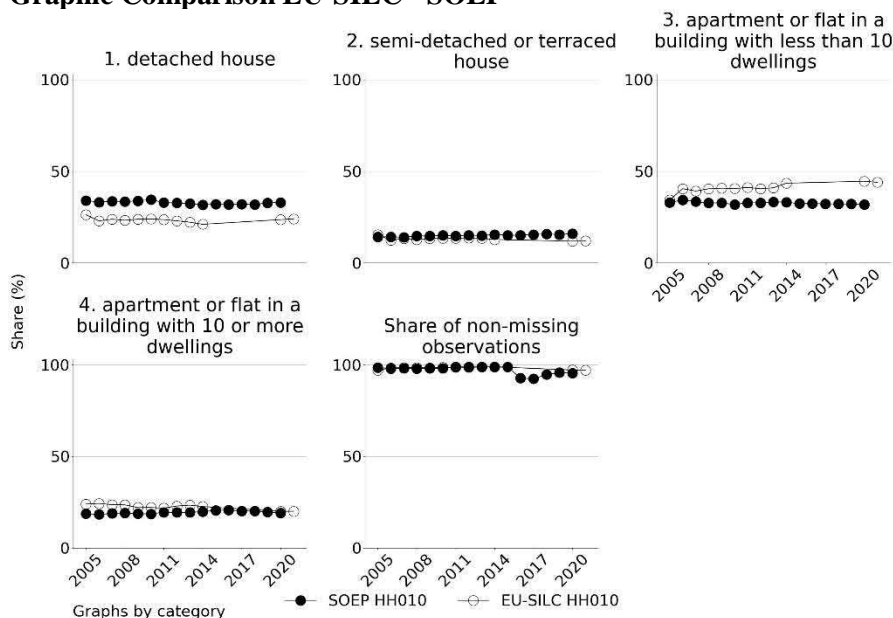 Graphic Comparison EU-SILC - SOEP
1. detached house
2. semi-detached or terraced
house
3. apartment or flat in a
building with less than 10
dwellings
100
50
0
100
50
0
100
50
0
2005
2008
2011
2014
2017
2020
Share (%)
4. apartment or flat in a
building with 10 or more
dwellings
Share of non-missing
observations
100
50
0
100
50
0
2005
2008
2011
2014
2017
2020
2005
2008
2011
2014
2017
2020
Graphs by category
SOEP HH010
EU-SILC HH010